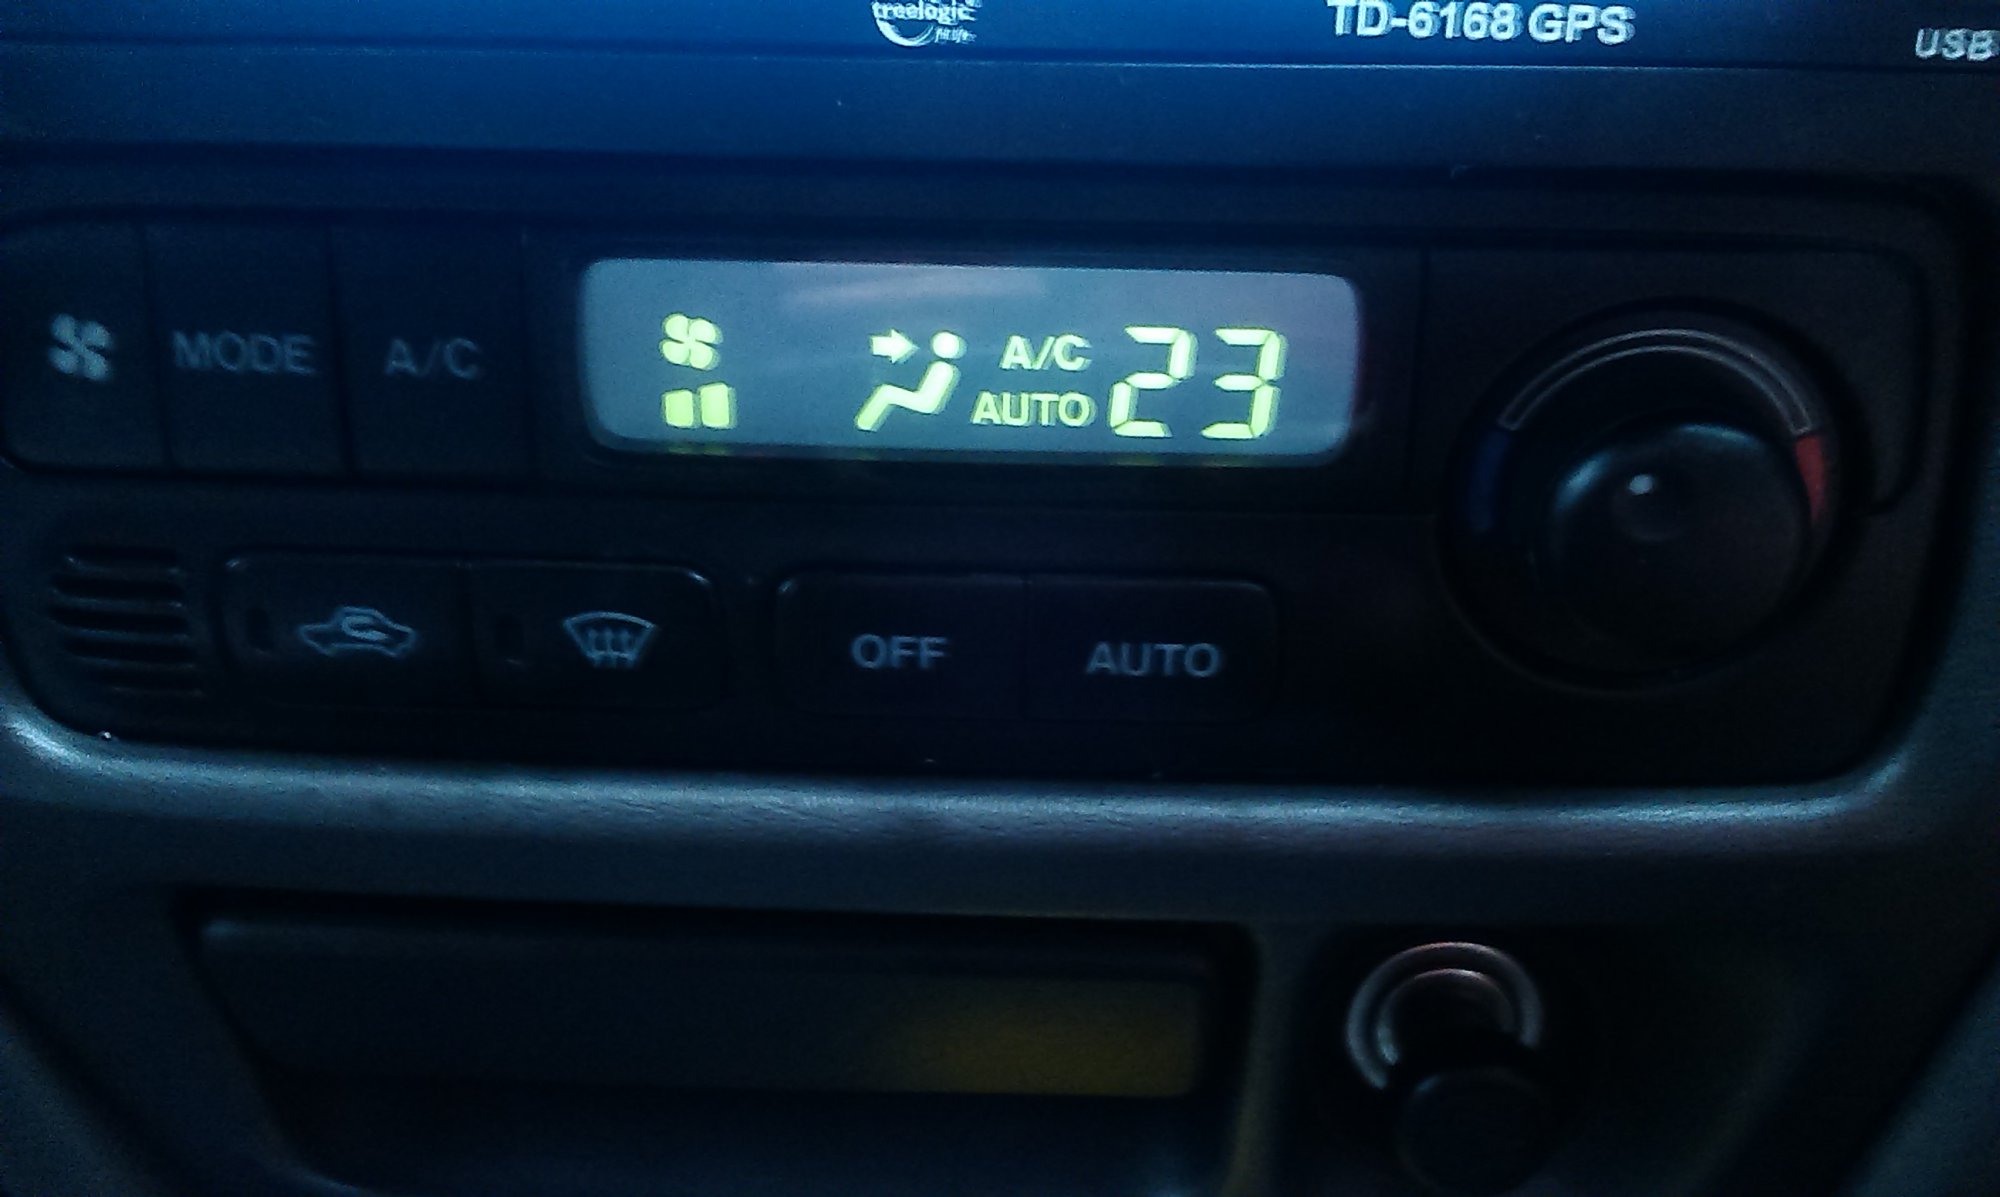 treelogic
TD-6168 GPS
USB
MODE
A/C
A/C
AUTO
23
OFF
AUTO